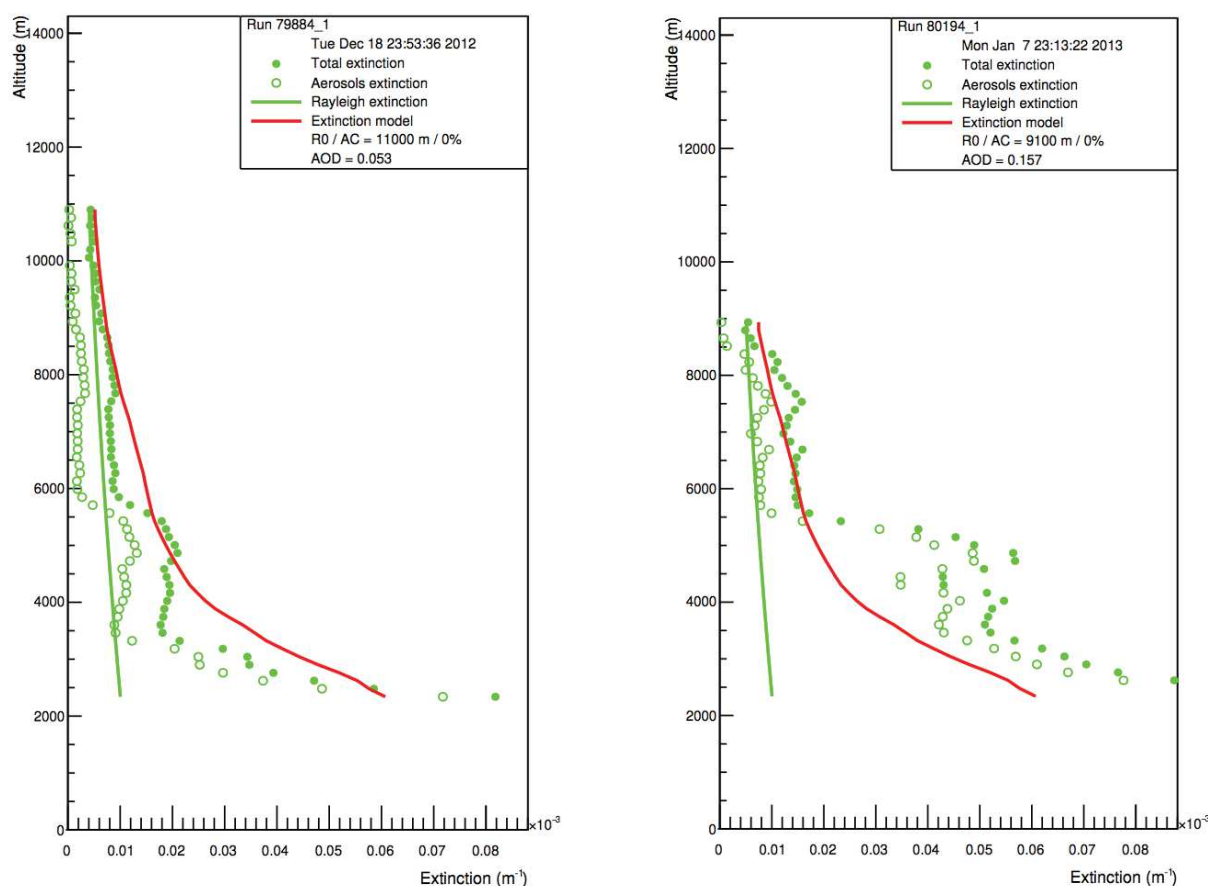 Altitude (m)
14000
12000
10000
8000
6000
4000
2000
0
Run 79884_1
Tue Dec 18 23:53:36 2012
Total extinction
Aerosols extinction
Rayleigh extinction
Extinction model
R0 / AC = 11000 m / 0%
AOD = 0.053
0 0.01 0.02 0.03 0.04 0.05 0.06 0.07 0.08
×10⁻³
Extinction (m⁻¹)
Altitude (m)
14000
12000
10000
8000
6000
4000
2000
0
Run 80194_1
Mon Jan 7 23:13:22 2013
Total extinction
Aerosols extinction
Rayleigh extinction
Extinction model
R0 / AC = 9100 m / 0%
AOD = 0.157
0 0.01 0.02 0.03 0.04 0.05 0.06 0.07 0.08
×10⁻³
Extinction (m⁻¹)